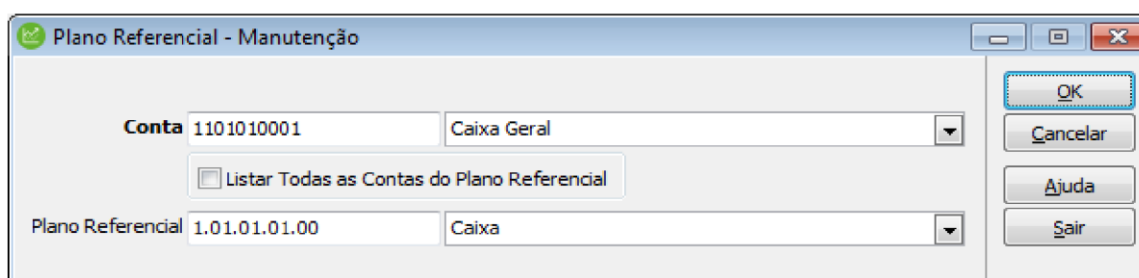 Plano Referencial - Manutenção
Conta 1101010001 Caixa Geral
Listar Todas as Contas do Plano Referencial
Plano Referencial 1.01.01.01.00 Caixa
OK
Cancelar
Ajuda
Sair